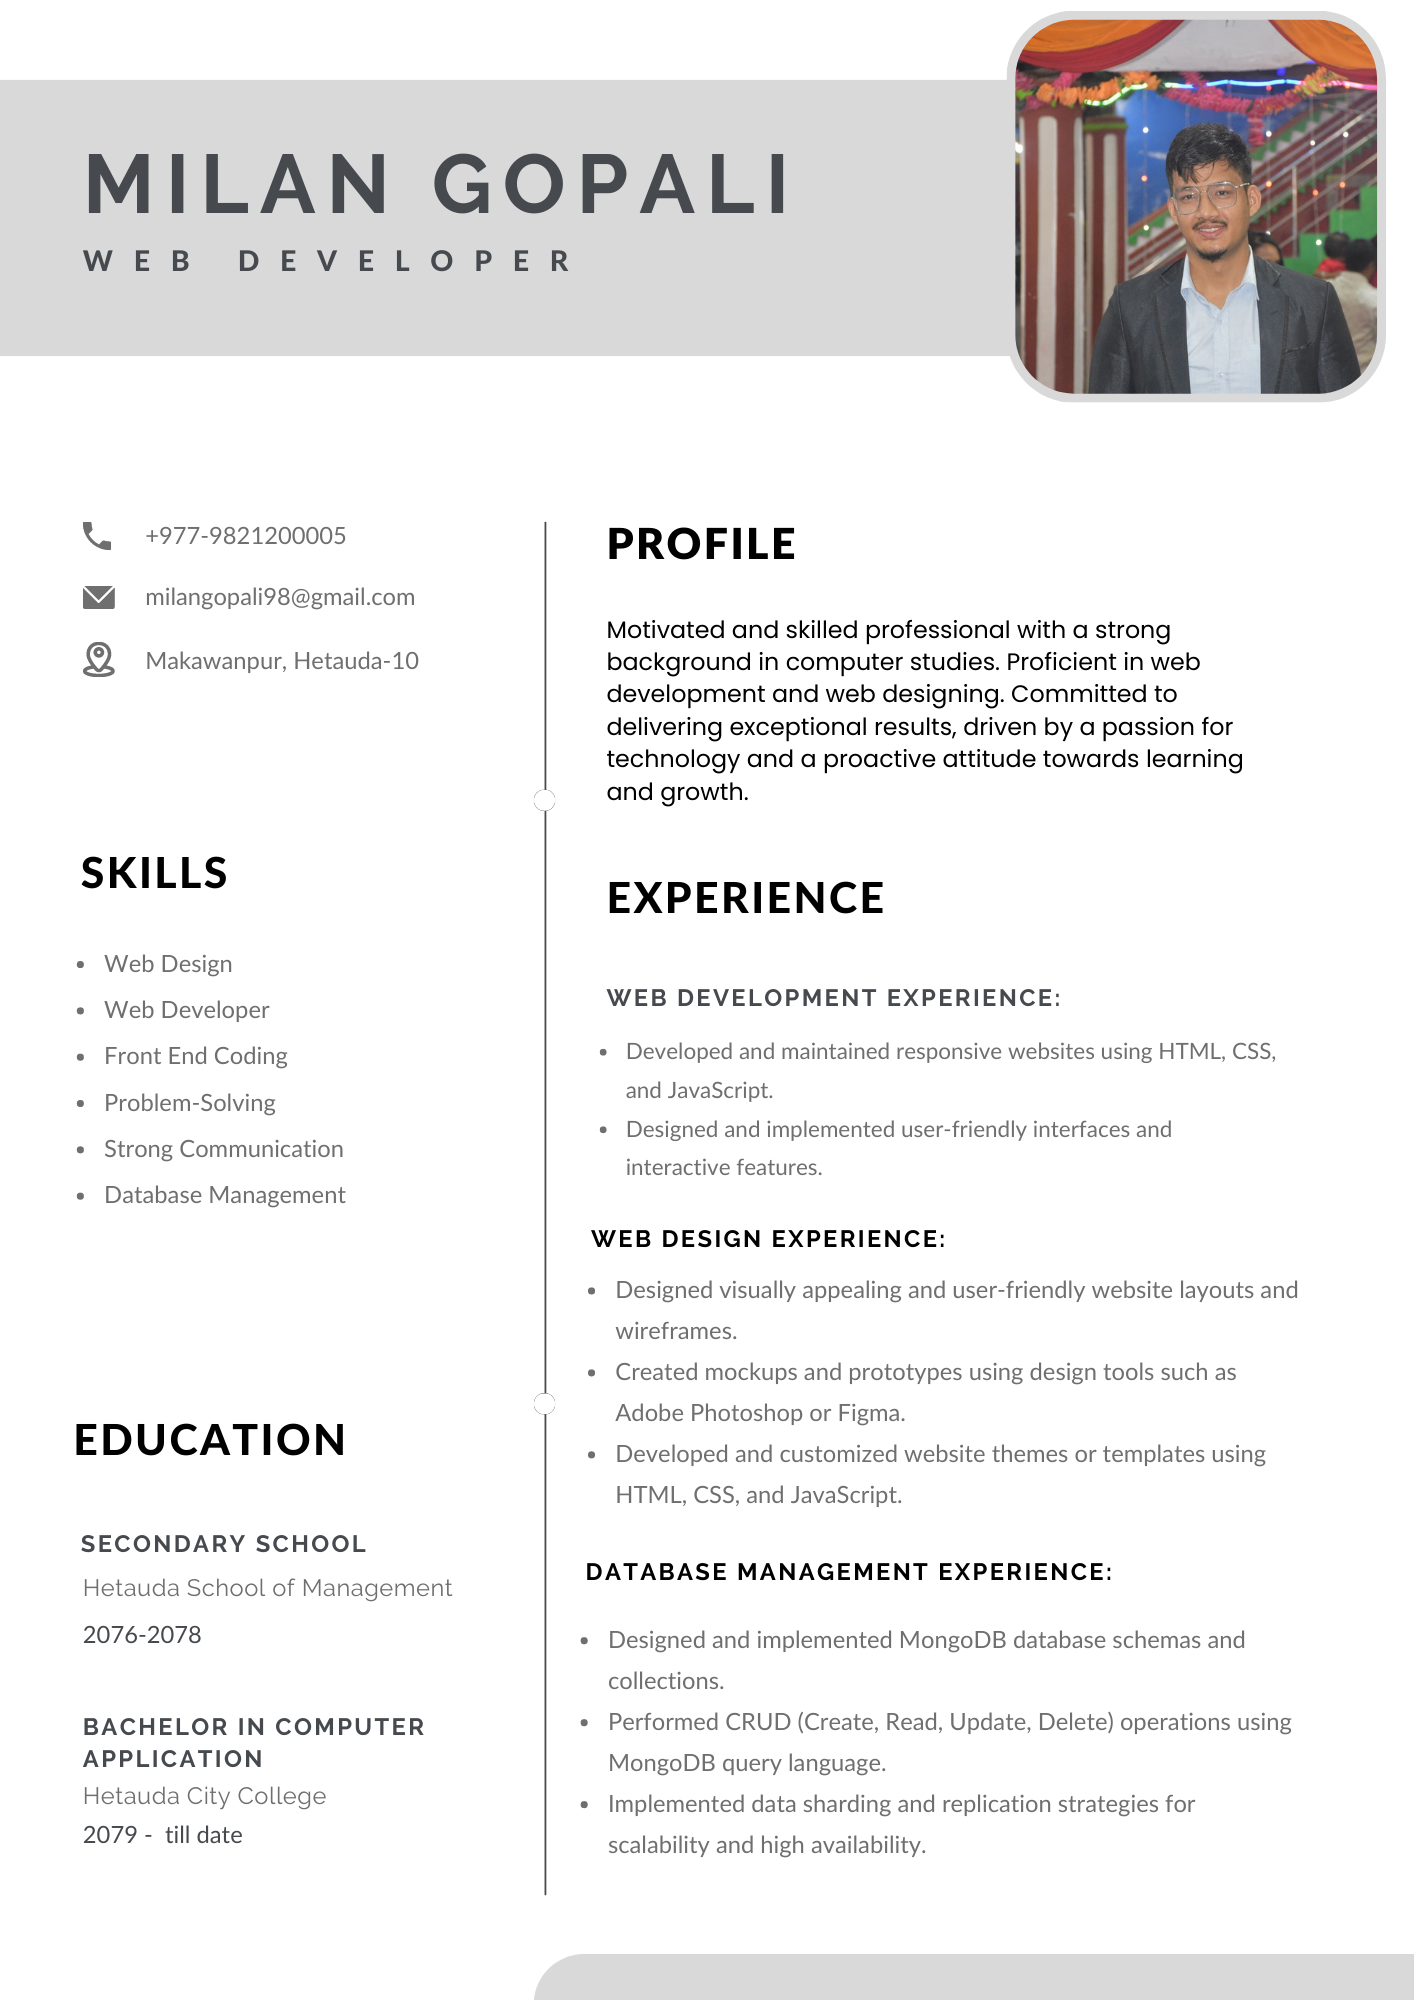 MILAN GOPALI
WEB DEVELOPER
+977-9821200005
milangopali98@gmail.com
Makawanpur, Hetauda-10
SKILLS
• Web Design
• Web Developer
• Front End Coding
• Problem-Solving
• Strong Communication
• Database Management
EDUCATION
SECONDARY SCHOOL
Hetauda School of Management
2076-2078
BACHELOR IN COMPUTER
APPLICATION
Hetauda City College
2079 - till date
PROFILE
Motivated and skilled professional with a strong
background in computer studies. Proficient in web
development and web designing. Committed to
delivering exceptional results, driven by a passion for
technology and a proactive attitude towards learning
and growth.
EXPERIENCE
WEB DEVELOPMENT EXPERIENCE:
• Developed and maintained responsive websites using HTML, CSS,
and JavaScript.
• Designed and implemented user-friendly interfaces and
interactive features.
WEB DESIGN EXPERIENCE:
• Designed visually appealing and user-friendly website layouts and
wireframes.
• Created mockups and prototypes using design tools such as
Adobe Photoshop or Figma.
• Developed and customized website themes or templates using
HTML, CSS, and JavaScript.
DATABASE MANAGEMENT EXPERIENCE:
• Designed and implemented MongoDB database schemas and
collections.
• Performed CRUD (Create, Read, Update, Delete) operations using
MongoDB query language.
• Implemented data sharding and replication strategies for
scalability and high availability.